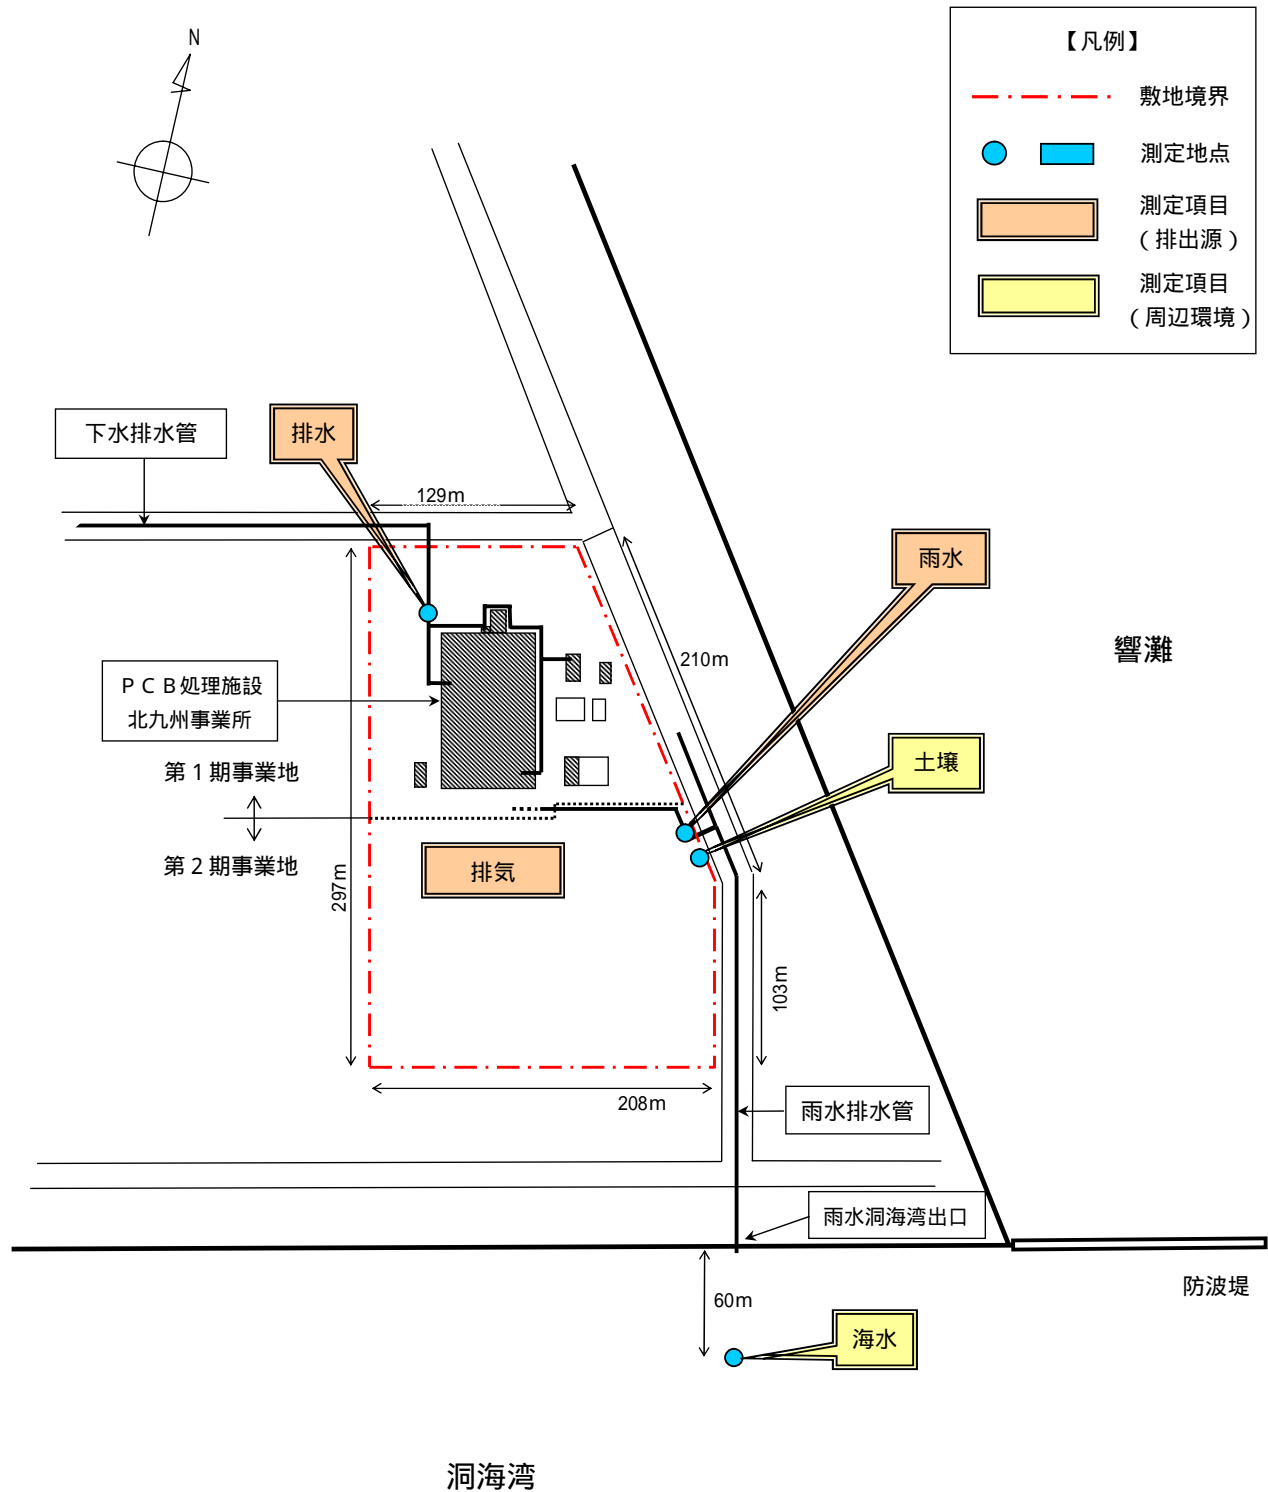 N
【凡例】
敷地境界
測定地点
測定項目
（排出源）
測定項目
（周辺環境）
下水排水管
排水
129m
雨水
響灘
210m
ＰＣＢ処理施設
北九州事業所
土壌
第１期事業地
第２期事業地
排気
297m
103m
208m
雨水排水管
雨水洞海湾出口
防波堤
60m
海水
洞海湾